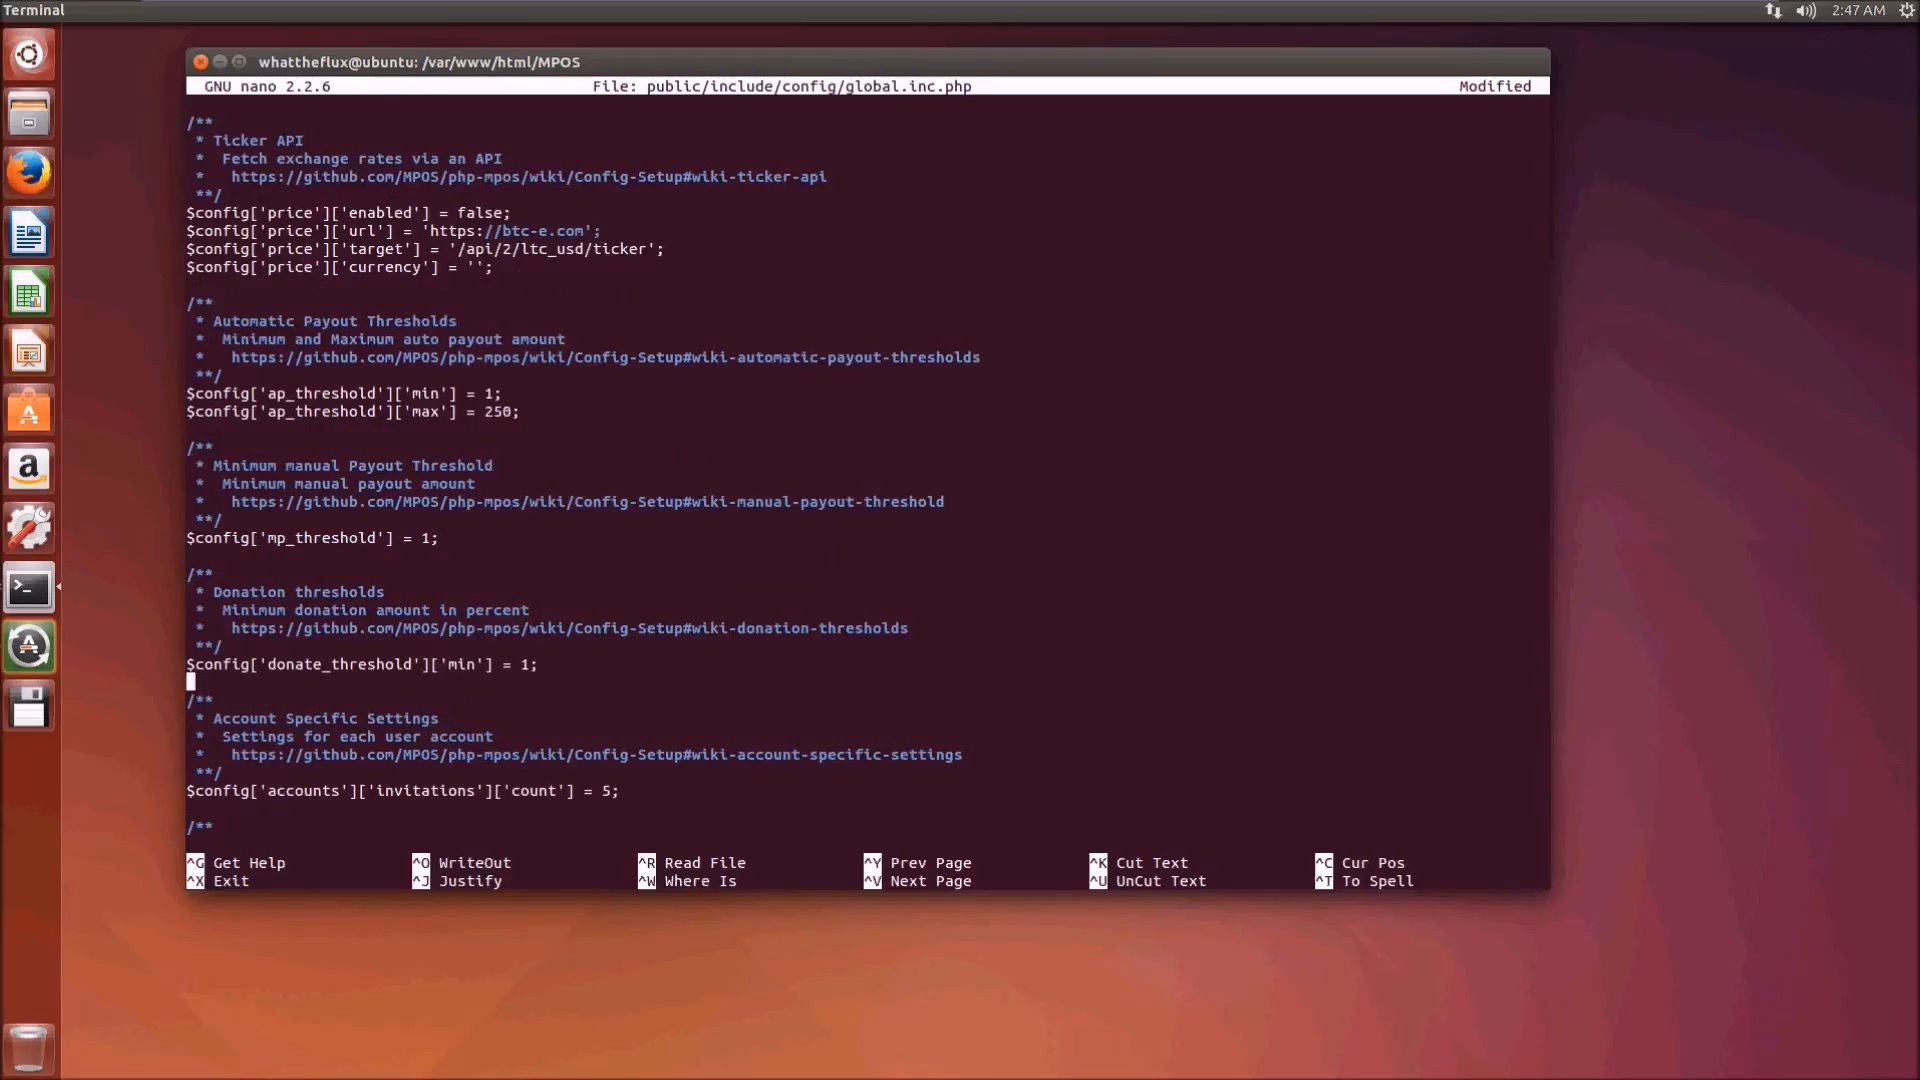 Terminal
2:47 AM
whattheflux@ubuntu: /var/www/html/MPOS
GNU nano 2.2.6 File: public/include/config/global.inc.php Modified
/**
* Ticker API
* Fetch exchange rates via an API
* https://github.com/MPOS/php-mpos/wiki/Config-Setup#wiki-ticker-api
**/
$config['price']['enabled'] = false;
$config['price']['url'] = 'https://btc-e.com';
$config['price']['target'] = '/api/2/ltc_usd/ticker';
$config['price']['currency'] = '';
/**
* Automatic Payout Thresholds
* Minimum and Maximum auto payout amount
* https://github.com/MPOS/php-mpos/wiki/Config-Setup#wiki-automatic-payout-thresholds
**/
$config['ap_threshold']['min'] = 1;
$config['ap_threshold']['max'] = 250;
/**
* Minimum manual Payout Threshold
* Minimum manual payout amount
* https://github.com/MPOS/php-mpos/wiki/Config-Setup#wiki-manual-payout-threshold
**/
$config['mp_threshold'] = 1;
/**
* Donation thresholds
* Minimum donation amount in percent
* https://github.com/MPOS/php-mpos/wiki/Config-Setup#wiki-donation-thresholds
**/
$config['donate_threshold']['min'] = 1;
/**
* Account Specific Settings
* Settings for each user account
* https://github.com/MPOS/php-mpos/wiki/Config-Setup#wiki-account-specific-settings
**/
$config['accounts']['invitations']['count'] = 5;
/**
^G Get Help ^O WriteOut ^R Read File ^Y Prev Page ^K Cut Text ^C Cur Pos
^X Exit ^J Justify ^W Where Is ^V Next Page ^U UnCut Text ^T To Spell